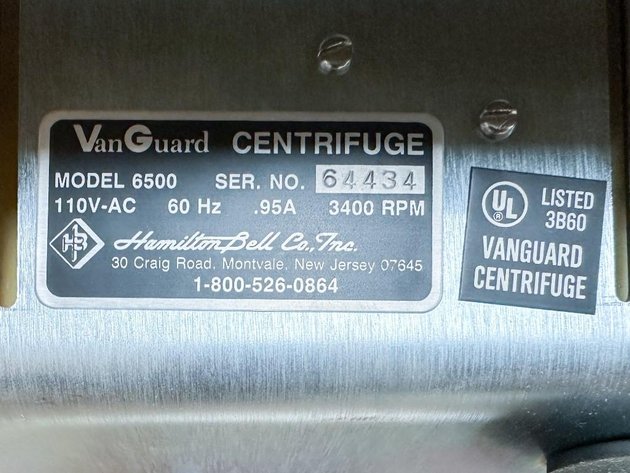 VanGuard CENTRIFUGE
MODEL 6500 SER. NO. 64434
110V-AC 60 Hz .95A 3400 RPM
HB Hamilton Bell Co., Inc.
30 Craig Road, Montvale, New Jersey 07645
1-800-526-0864
UL LISTED
3B60
VANGUARD
CENTRIFUGE